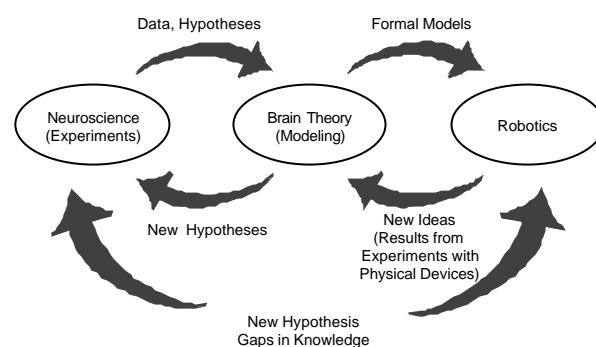 Data, Hypotheses
Formal Models
Neuroscience
(Experiments)
Brain Theory
(Modeling)
Robotics
New Hypotheses
New Ideas
(Results from
Experiments with
Physical Devices)
New Hypothesis
Gaps in Knowledge